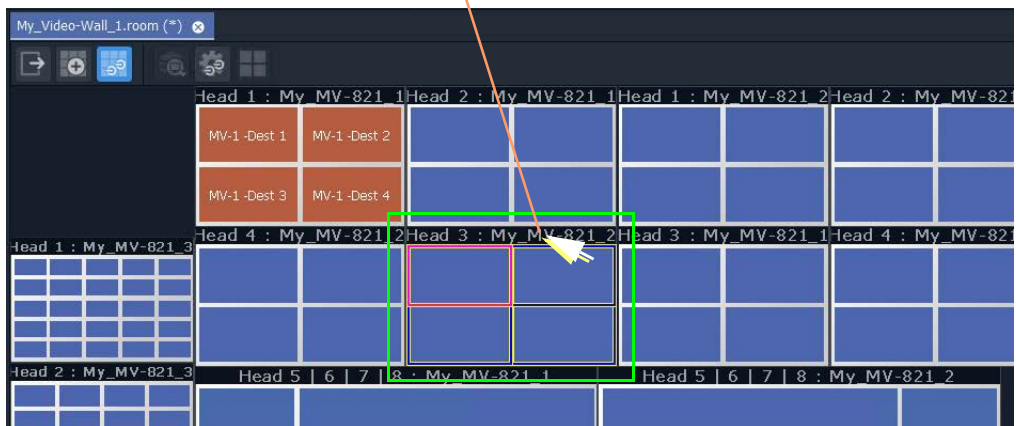 My_Video-Wall_1.room (*)
Head 1 : My_MV-821_1 Head 2 : My_MV-821_1 Head 1 : My_MV-821_2 Head 2 : My_MV-821
MV-1 -Dest 1 MV-1 -Dest 2
MV-1 -Dest 3 MV-1 -Dest 4
Head 4 : My_MV-821_2 Head 3 : My_MV-821_2 Head 3 : My_MV-821_1 Head 4 : My_MV-821
Head 1 : My_MV-821_3
Head 2 : My_MV-821_3
Head 5 | 6 | 7 | 8 : My_MV-821_1 Head 5 | 6 | 7 | 8 : My_MV-821_2